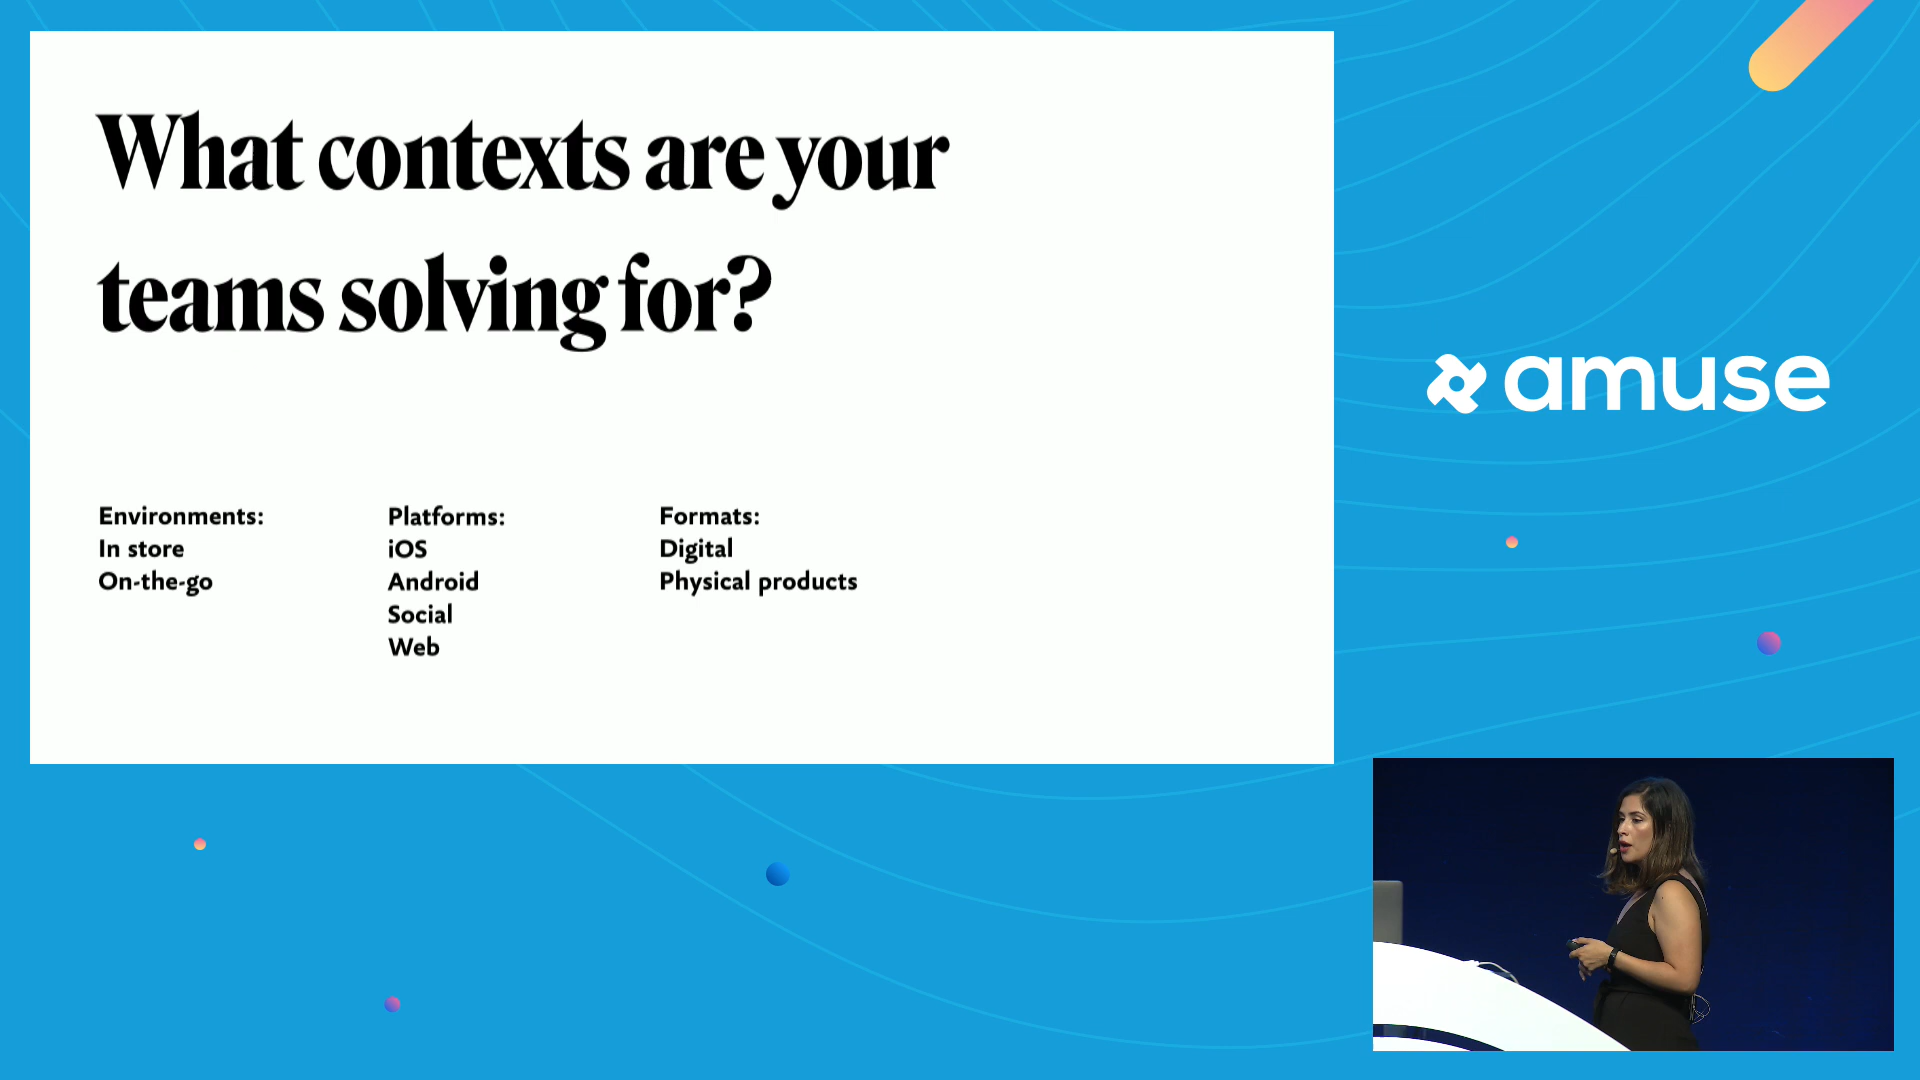 What contexts are your
teams solving for?
Environments:
In store
On-the-go
Platforms:
iOS
Android
Social
Web
Formats:
Digital
Physical products
amuse